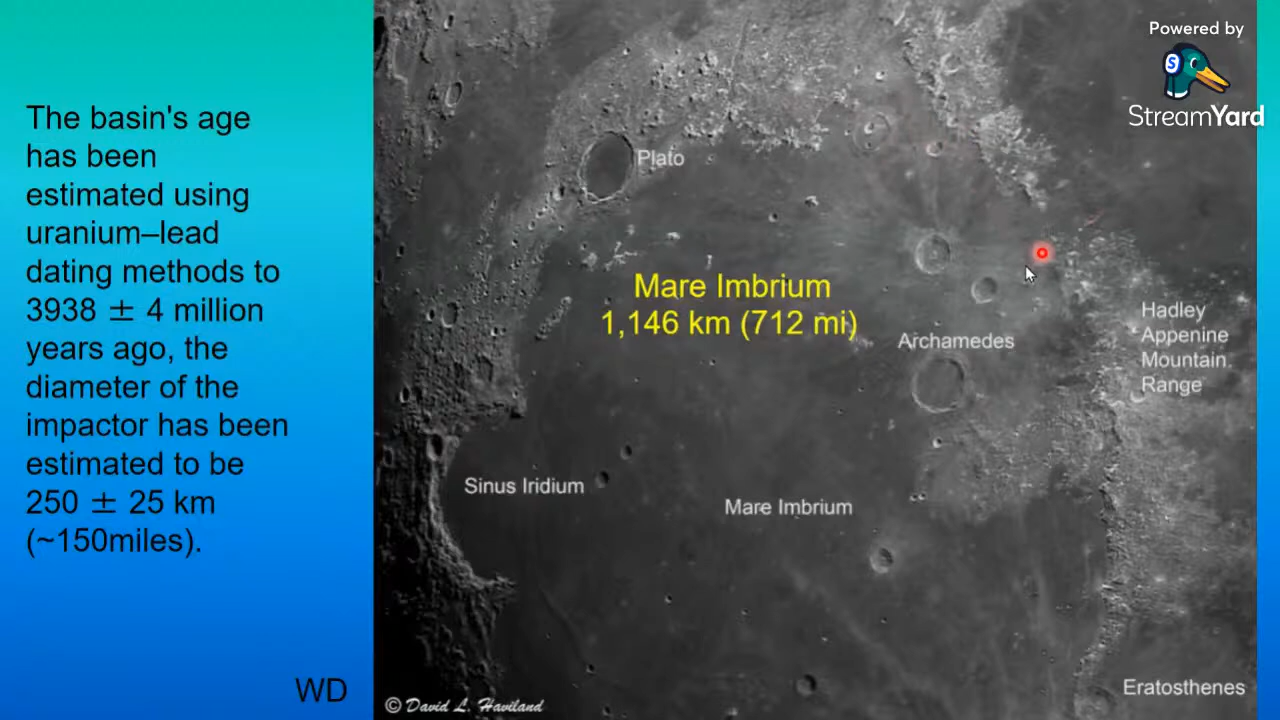 The basin's age
has been
estimated using
uranium–lead
dating methods to
3938 ± 4 million
years ago, the
diameter of the
impactor has been
estimated to be
250 ± 25 km
(~150miles).
WD
Powered by
S
StreamYard
Plato
Mare Imbrium
1,146 km (712 mi)
Archamedes
Hadley
Appenine
Mountain.
Range
Sinus Iridium
Mare Imbrium
Eratosthenes
© David L. Haviland